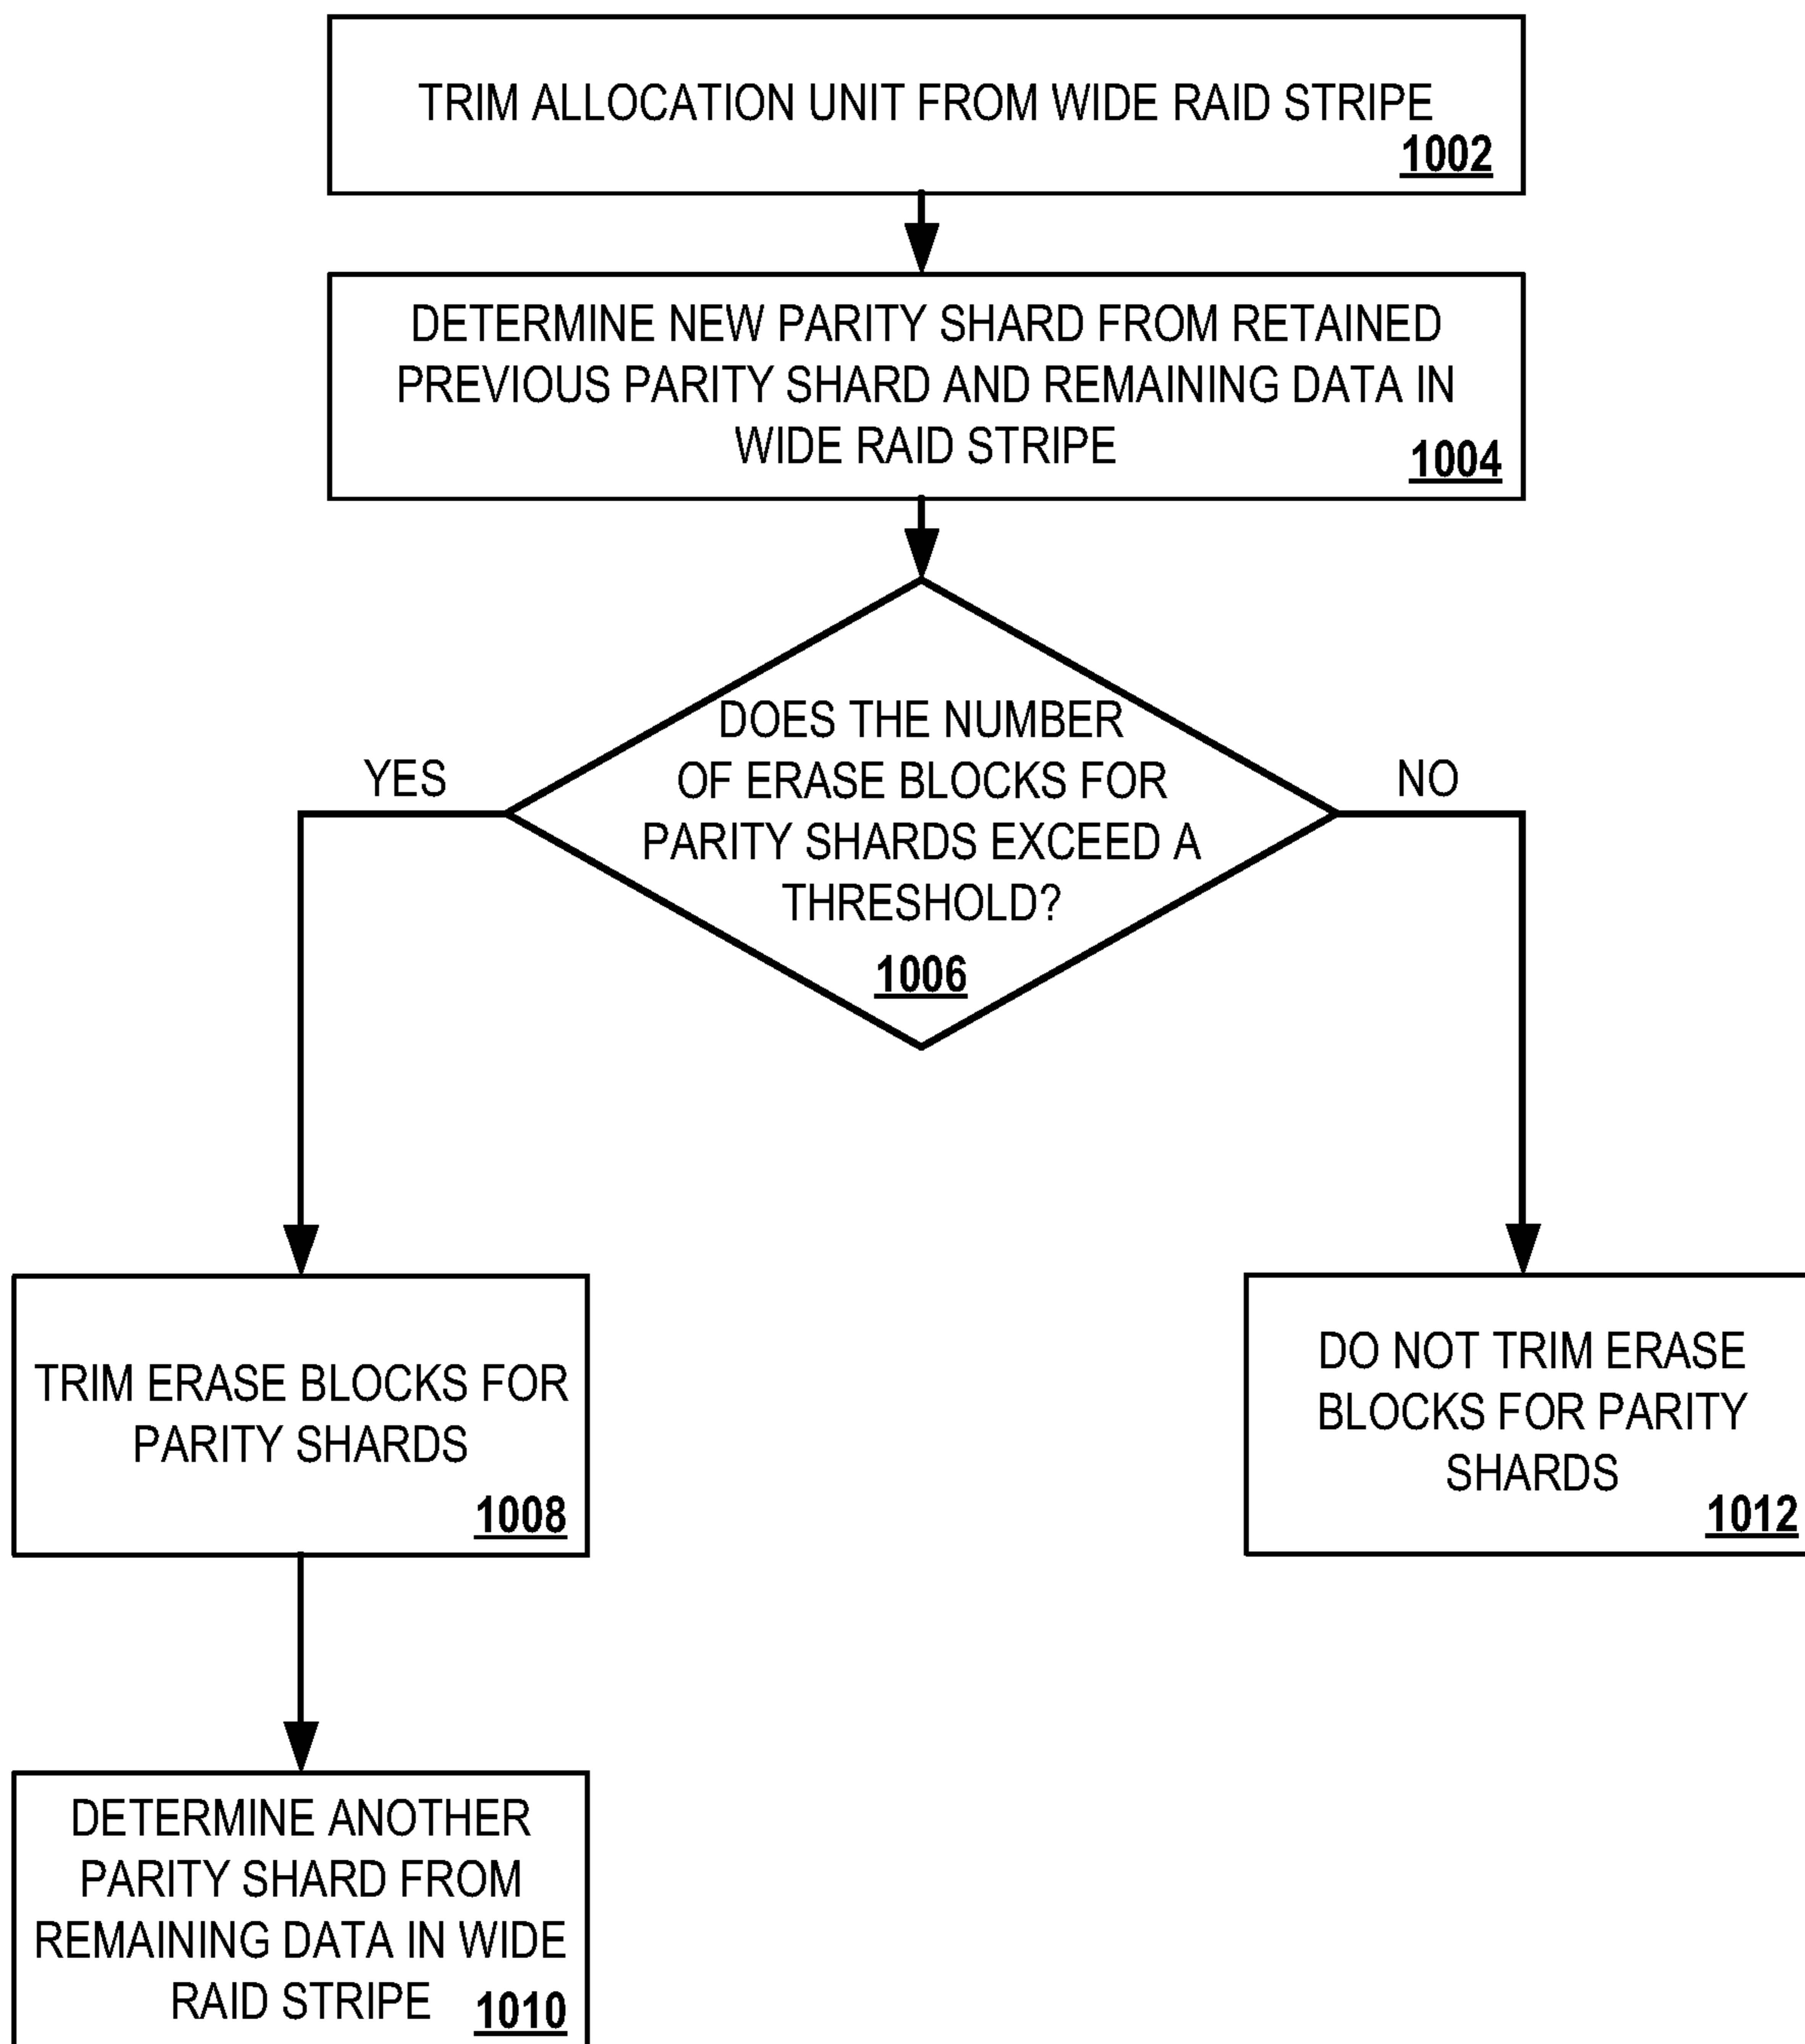 TRIM ALLOCATION UNIT FROM WIDE RAID STRIPE
1002
DETERMINE NEW PARITY SHARD FROM RETAINED
PREVIOUS PARITY SHARD AND REMAINING DATA IN
WIDE RAID STRIPE
1004
DOES THE NUMBER
OF ERASE BLOCKS FOR
PARITY SHARDS EXCEED A
THRESHOLD?
1006
YES
NO
TRIM ERASE BLOCKS FOR
PARITY SHARDS
1008
DO NOT TRIM ERASE
BLOCKS FOR PARITY
SHARDS
1012
DETERMINE ANOTHER
PARITY SHARD FROM
REMAINING DATA IN WIDE
RAID STRIPE
1010